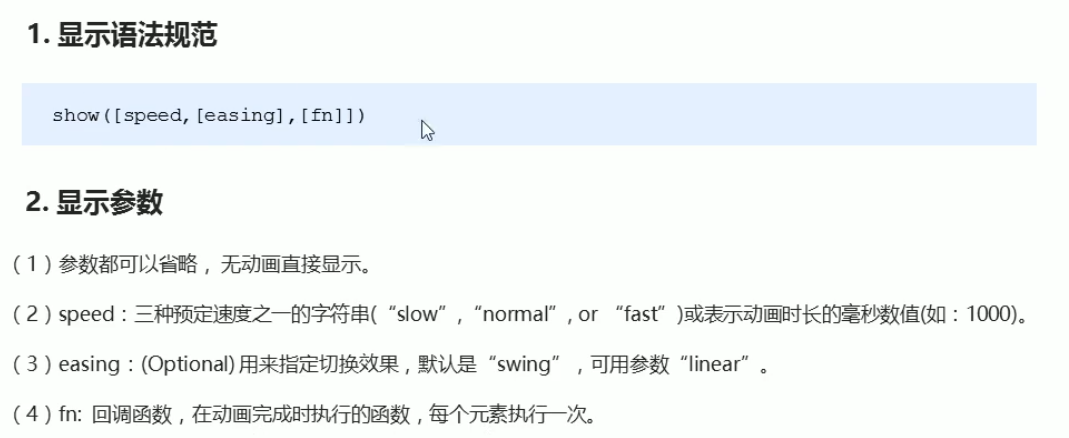 1. 显示语法规范
show([speed,[easing],[fn]])
2. 显示参数
（1）参数都可以省略， 无动画直接显示。
（2）speed：三种预定速度之一的字符串(“slow”,“normal”, or “fast”)或表示动画时长的毫秒数值(如：1000)。
（3）easing：(Optional) 用来指定切换效果，默认是“swing”，可用参数“linear”。
（4）fn: 回调函数，在动画完成时执行的函数，每个元素执行一次。